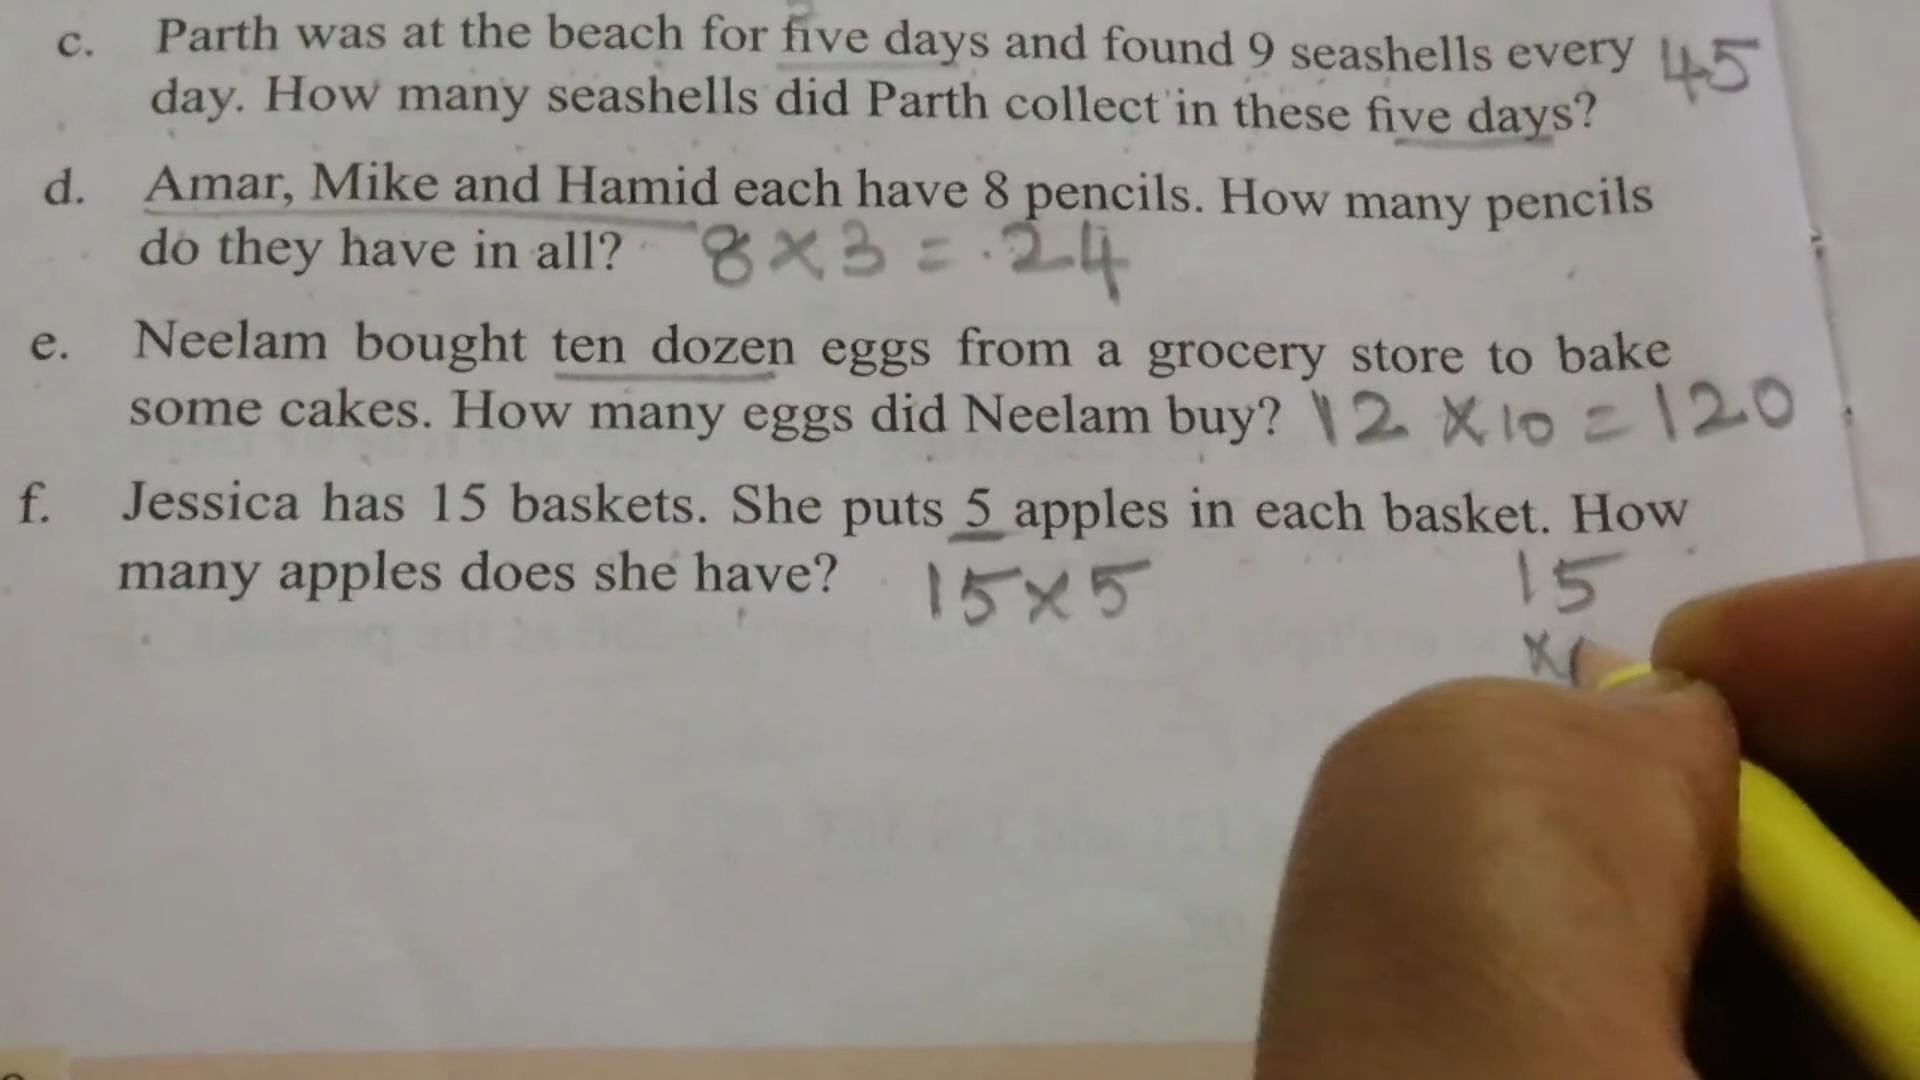 c. Parth was at the beach for five days and found 9 seashells every 45
day. How many seashells did Parth collect in these five days?
d. Amar, Mike and Hamid each have 8 pencils. How many pencils
do they have in all? 8 × 3 = 24
e. Neelam bought ten dozen eggs from a grocery store to bake
some cakes. How many eggs did Neelam buy? 12 × 10 = 120
f. Jessica has 15 baskets. She puts 5 apples in each basket. How
many apples does she have? 15 × 5 15
×